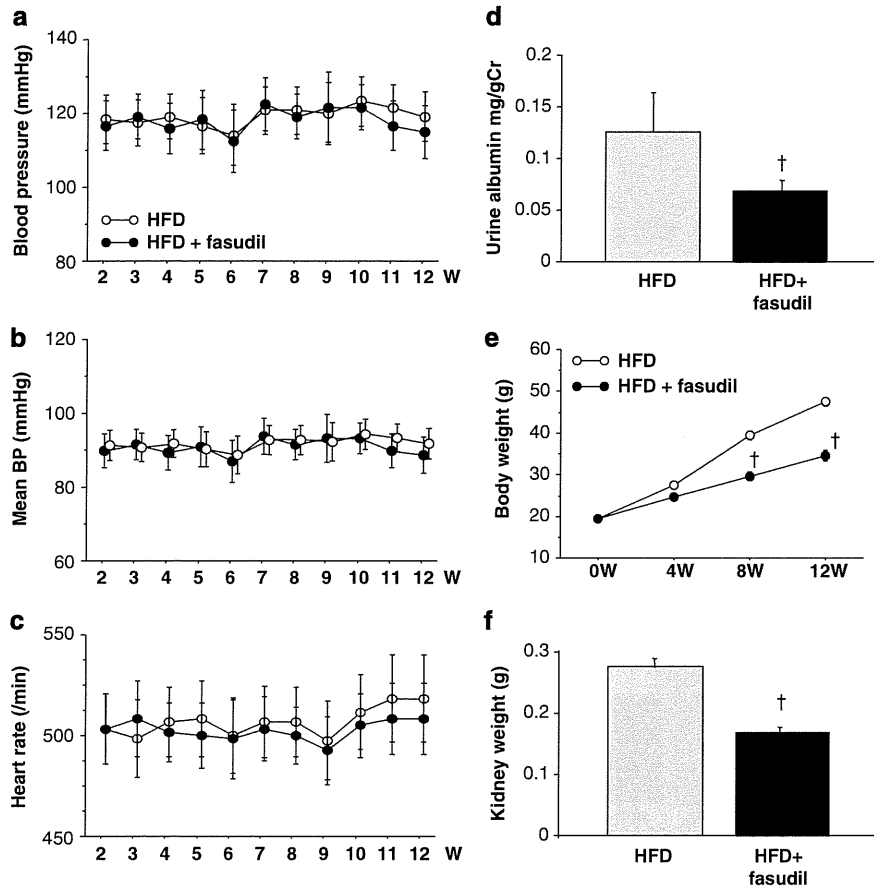 a
Blood pressure (mmHg)
140
120
100
80
HFD
HFD + fasudil
2 3 4 5 6 7 8 9 10 11 12 W
b
Mean BP (mmHg)
120
100
80
60
2 3 4 5 6 7 8 9 10 11 12 W
c
Heart rate (/min)
550
500
450
2 3 4 5 6 7 8 9 10 11 12 W
d
Urine albumin mg/gCr
0.2
0.15
0.1
0.05
0
†
HFD
HFD+
fasudil
e
Body weight (g)
60
50
40
30
20
10
HFD
HFD + fasudil
†
†
0W 4W 8W 12W
f
Kidney weight (g)
0.3
0.2
0.1
0
†
HFD
HFD+
fasudil